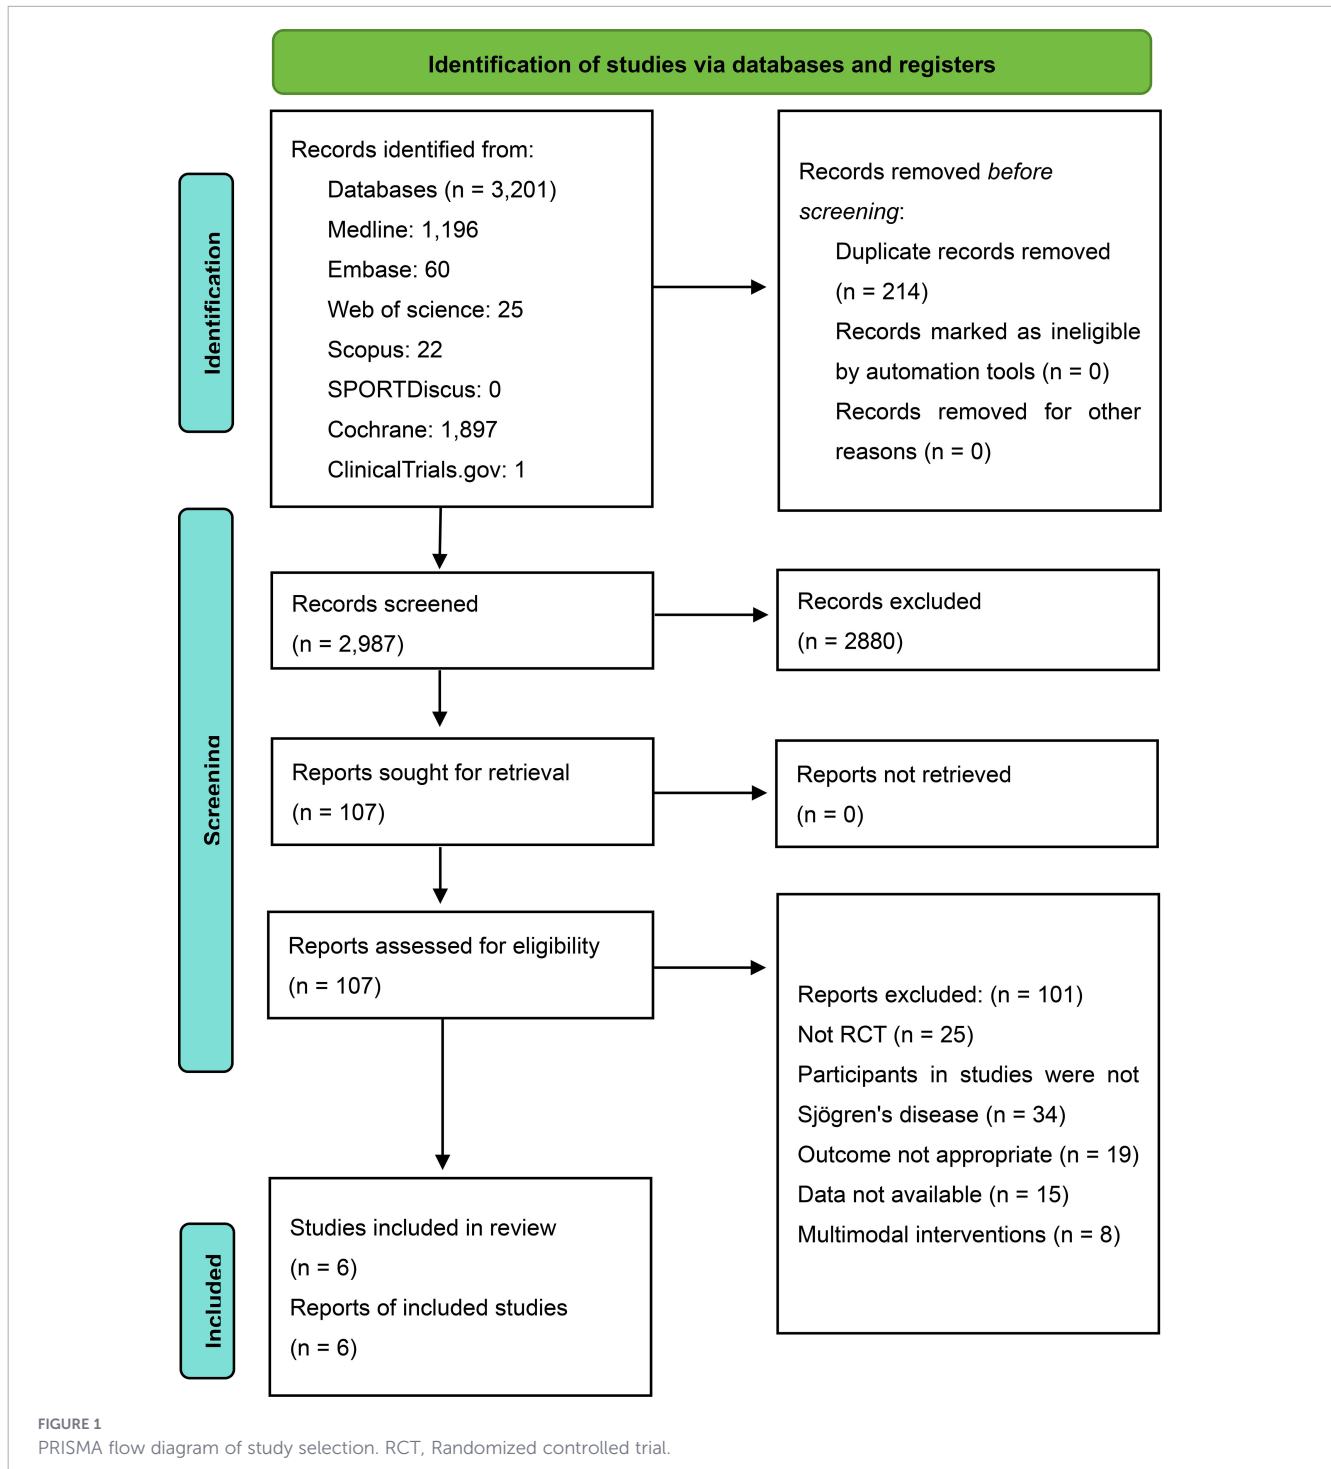 Identification of studies via databases and registers
Identification
Records identified from:
Databases (n = 3,201)
Medline: 1,196
Embase: 60
Web of science: 25
Scopus: 22
SPORTDiscus: 0
Cochrane: 1,897
ClinicalTrials.gov: 1
Records removed before
screening:
Duplicate records removed
(n = 214)
Records marked as ineligible
by automation tools (n = 0)
Records removed for other
reasons (n = 0)
Screening
Records screened
(n = 2,987)
Records excluded
(n = 2880)
Reports sought for retrieval
(n = 107)
Reports not retrieved
(n = 0)
Reports assessed for eligibility
(n = 107)
Reports excluded: (n = 101)
Not RCT (n = 25)
Participants in studies were not
Sjögren's disease (n = 34)
Outcome not appropriate (n = 19)
Data not available (n = 15)
Multimodal interventions (n = 8)
Included
Studies included in review
(n = 6)
Reports of included studies
(n = 6)
FIGURE 1
PRISMA flow diagram of study selection. RCT, Randomized controlled trial.